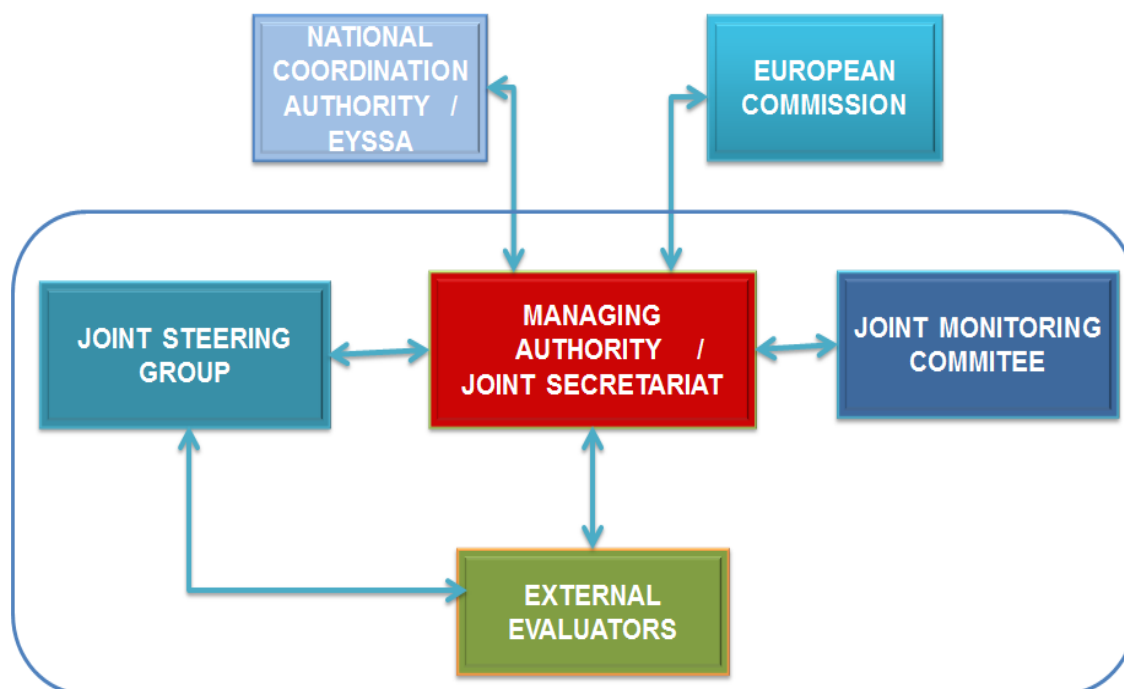 NATIONAL
COORDINATION
AUTHORITY /
EYSSA
EUROPEAN
COMMISSION
JOINT STEERING
GROUP
MANAGING
AUTHORITY /
JOINT SECRETARIAT
JOINT MONITORING
COMMITEE
EXTERNAL
EVALUATORS